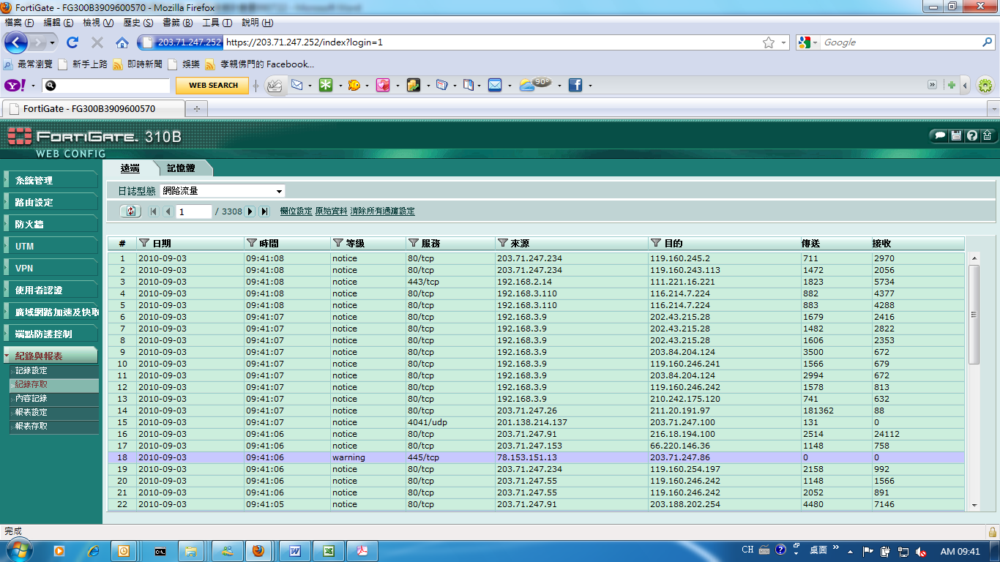 FortiGate - FG300B3909600570 - Mozilla Firefox
檔案 (F) 編輯 (E) 檢視 (V) 歷史 (S) 書籤 (B) 工具 (T) 說明 (H)
203.71.247.252 https://203.71.247.252/index?login=1 Google
最常瀏覽 新手上路 即時新聞 娛樂 孝親佛門的 Facebook...
Y! WEB SEARCH 90°
FortiGate - FG300B3909600570
FORTIGATE 310B
WEB CONFIG
系統管理
路由設定
防火牆
UTM
VPN
使用者認證
廣域網路加速及快取
端點防護控制
紀錄與報表
記錄設定
紀錄存取
內容記錄
報表設定
報表存取
遠端 記憶體
日誌型態 網路流量
1 / 3308 欄位設定 原始資料 清除所有過濾設定
# 日期 時間 等級 服務 來源 目的 傳送 接收
1 2010-09-03 09:41:08 notice 80/tcp 203.71.247.234 119.160.245.2 711 2970
2 2010-09-03 09:41:08 notice 80/tcp 203.71.247.234 119.160.243.113 1472 2056
3 2010-09-03 09:41:08 notice 443/tcp 192.168.2.14 111.221.16.221 1823 5734
4 2010-09-03 09:41:08 notice 80/tcp 192.168.3.110 116.214.7.224 882 4377
5 2010-09-03 09:41:08 notice 80/tcp 192.168.3.110 116.214.7.224 883 4288
6 2010-09-03 09:41:07 notice 80/tcp 192.168.3.9 202.43.215.28 1679 2416
7 2010-09-03 09:41:07 notice 80/tcp 192.168.3.9 202.43.215.28 1482 2822
8 2010-09-03 09:41:07 notice 80/tcp 192.168.3.9 202.43.215.28 1606 2353
9 2010-09-03 09:41:07 notice 80/tcp 192.168.3.9 203.84.204.124 3500 672
10 2010-09-03 09:41:07 notice 80/tcp 192.168.3.9 119.160.246.241 1566 679
11 2010-09-03 09:41:07 notice 80/tcp 192.168.3.9 203.84.204.124 2994 672
12 2010-09-03 09:41:07 notice 80/tcp 192.168.3.9 119.160.246.242 1578 813
13 2010-09-03 09:41:07 notice 80/tcp 192.168.3.9 210.242.175.120 741 632
14 2010-09-03 09:41:07 notice 80/tcp 203.71.247.26 211.20.191.97 181362 88
15 2010-09-03 09:41:07 notice 4041/udp 201.138.214.137 203.71.247.100 131 0
16 2010-09-03 09:41:06 notice 80/tcp 203.71.247.91 216.18.194.100 2514 24112
17 2010-09-03 09:41:06 notice 80/tcp 203.71.247.153 66.220.146.36 1148 758
18 2010-09-03 09:41:06 warning 445/tcp 78.153.151.13 203.71.247.86 0 0
19 2010-09-03 09:41:06 notice 80/tcp 203.71.247.234 119.160.254.197 2158 992
20 2010-09-03 09:41:06 notice 80/tcp 203.71.247.55 119.160.246.242 1148 1566
21 2010-09-03 09:41:06 notice 80/tcp 203.71.247.55 119.160.246.242 2052 891
22 2010-09-03 09:41:05 notice 80/tcp 203.71.247.91 203.188.202.254 4480 7146
完成
CH 桌面 AM 09:41